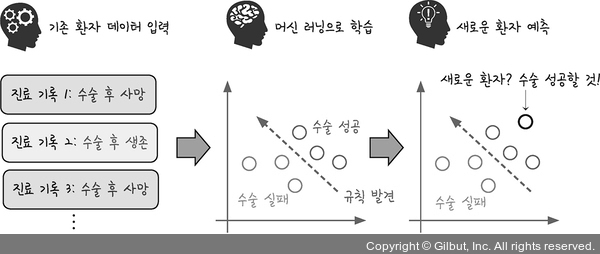 기존 환자 데이터 입력
진료 기록 1: 수술 후 사망
진료 기록 2: 수술 후 생존
진료 기록 3: 수술 후 사망
머신 러닝으로 학습
수술 성공
수술 실패
규칙 발견
새로운 환자 예측
새로운 환자? 수술 성공할 것!
수술 실패
Copyright © Gilbut, Inc. All rights reserved.